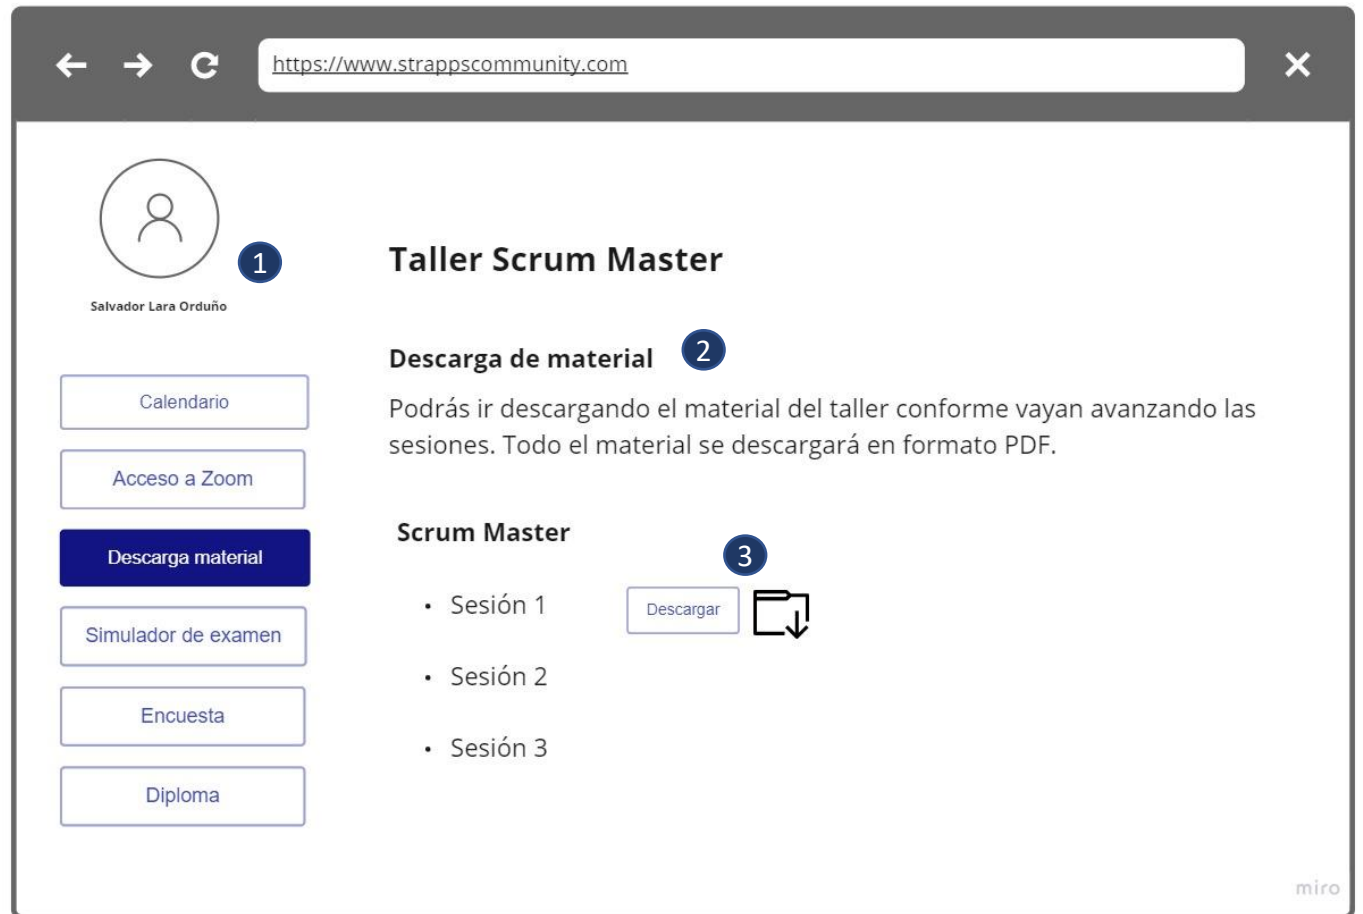 https://www.strappscommunity.com
1
Salvador Lara Orduño
Calendario
Acceso a Zoom
Descarga material
Simulador de examen
Encuesta
Diploma
Taller Scrum Master
Descarga de material 2
Podrás ir descargando el material del taller conforme vayan avanzando las
sesiones. Todo el material se descargará en formato PDF.
Scrum Master
3
• Sesión 1 Descargar
• Sesión 2
• Sesión 3
miro